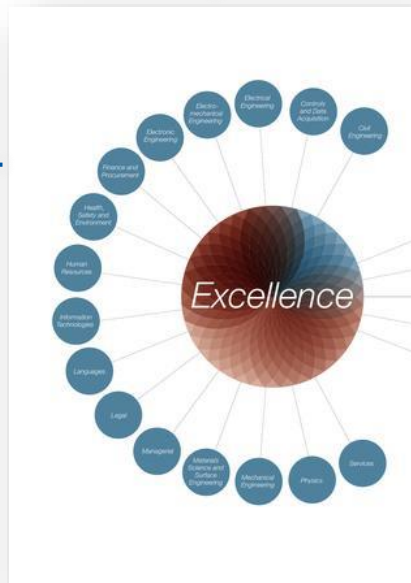 Electrical
Engineering
Controls
and Data
Acquisition
Civil
Engineering
Electro-
mechanical
Engineering
Electronic
Engineering
Finance and
Procurement
Health,
Safety and
Environment
Human
Resources
Information
Technologies
Languages
Legal
Managerial
Materials
Science and
Surface
Engineering
Mechanical
Engineering
Physics
Services
Excellence